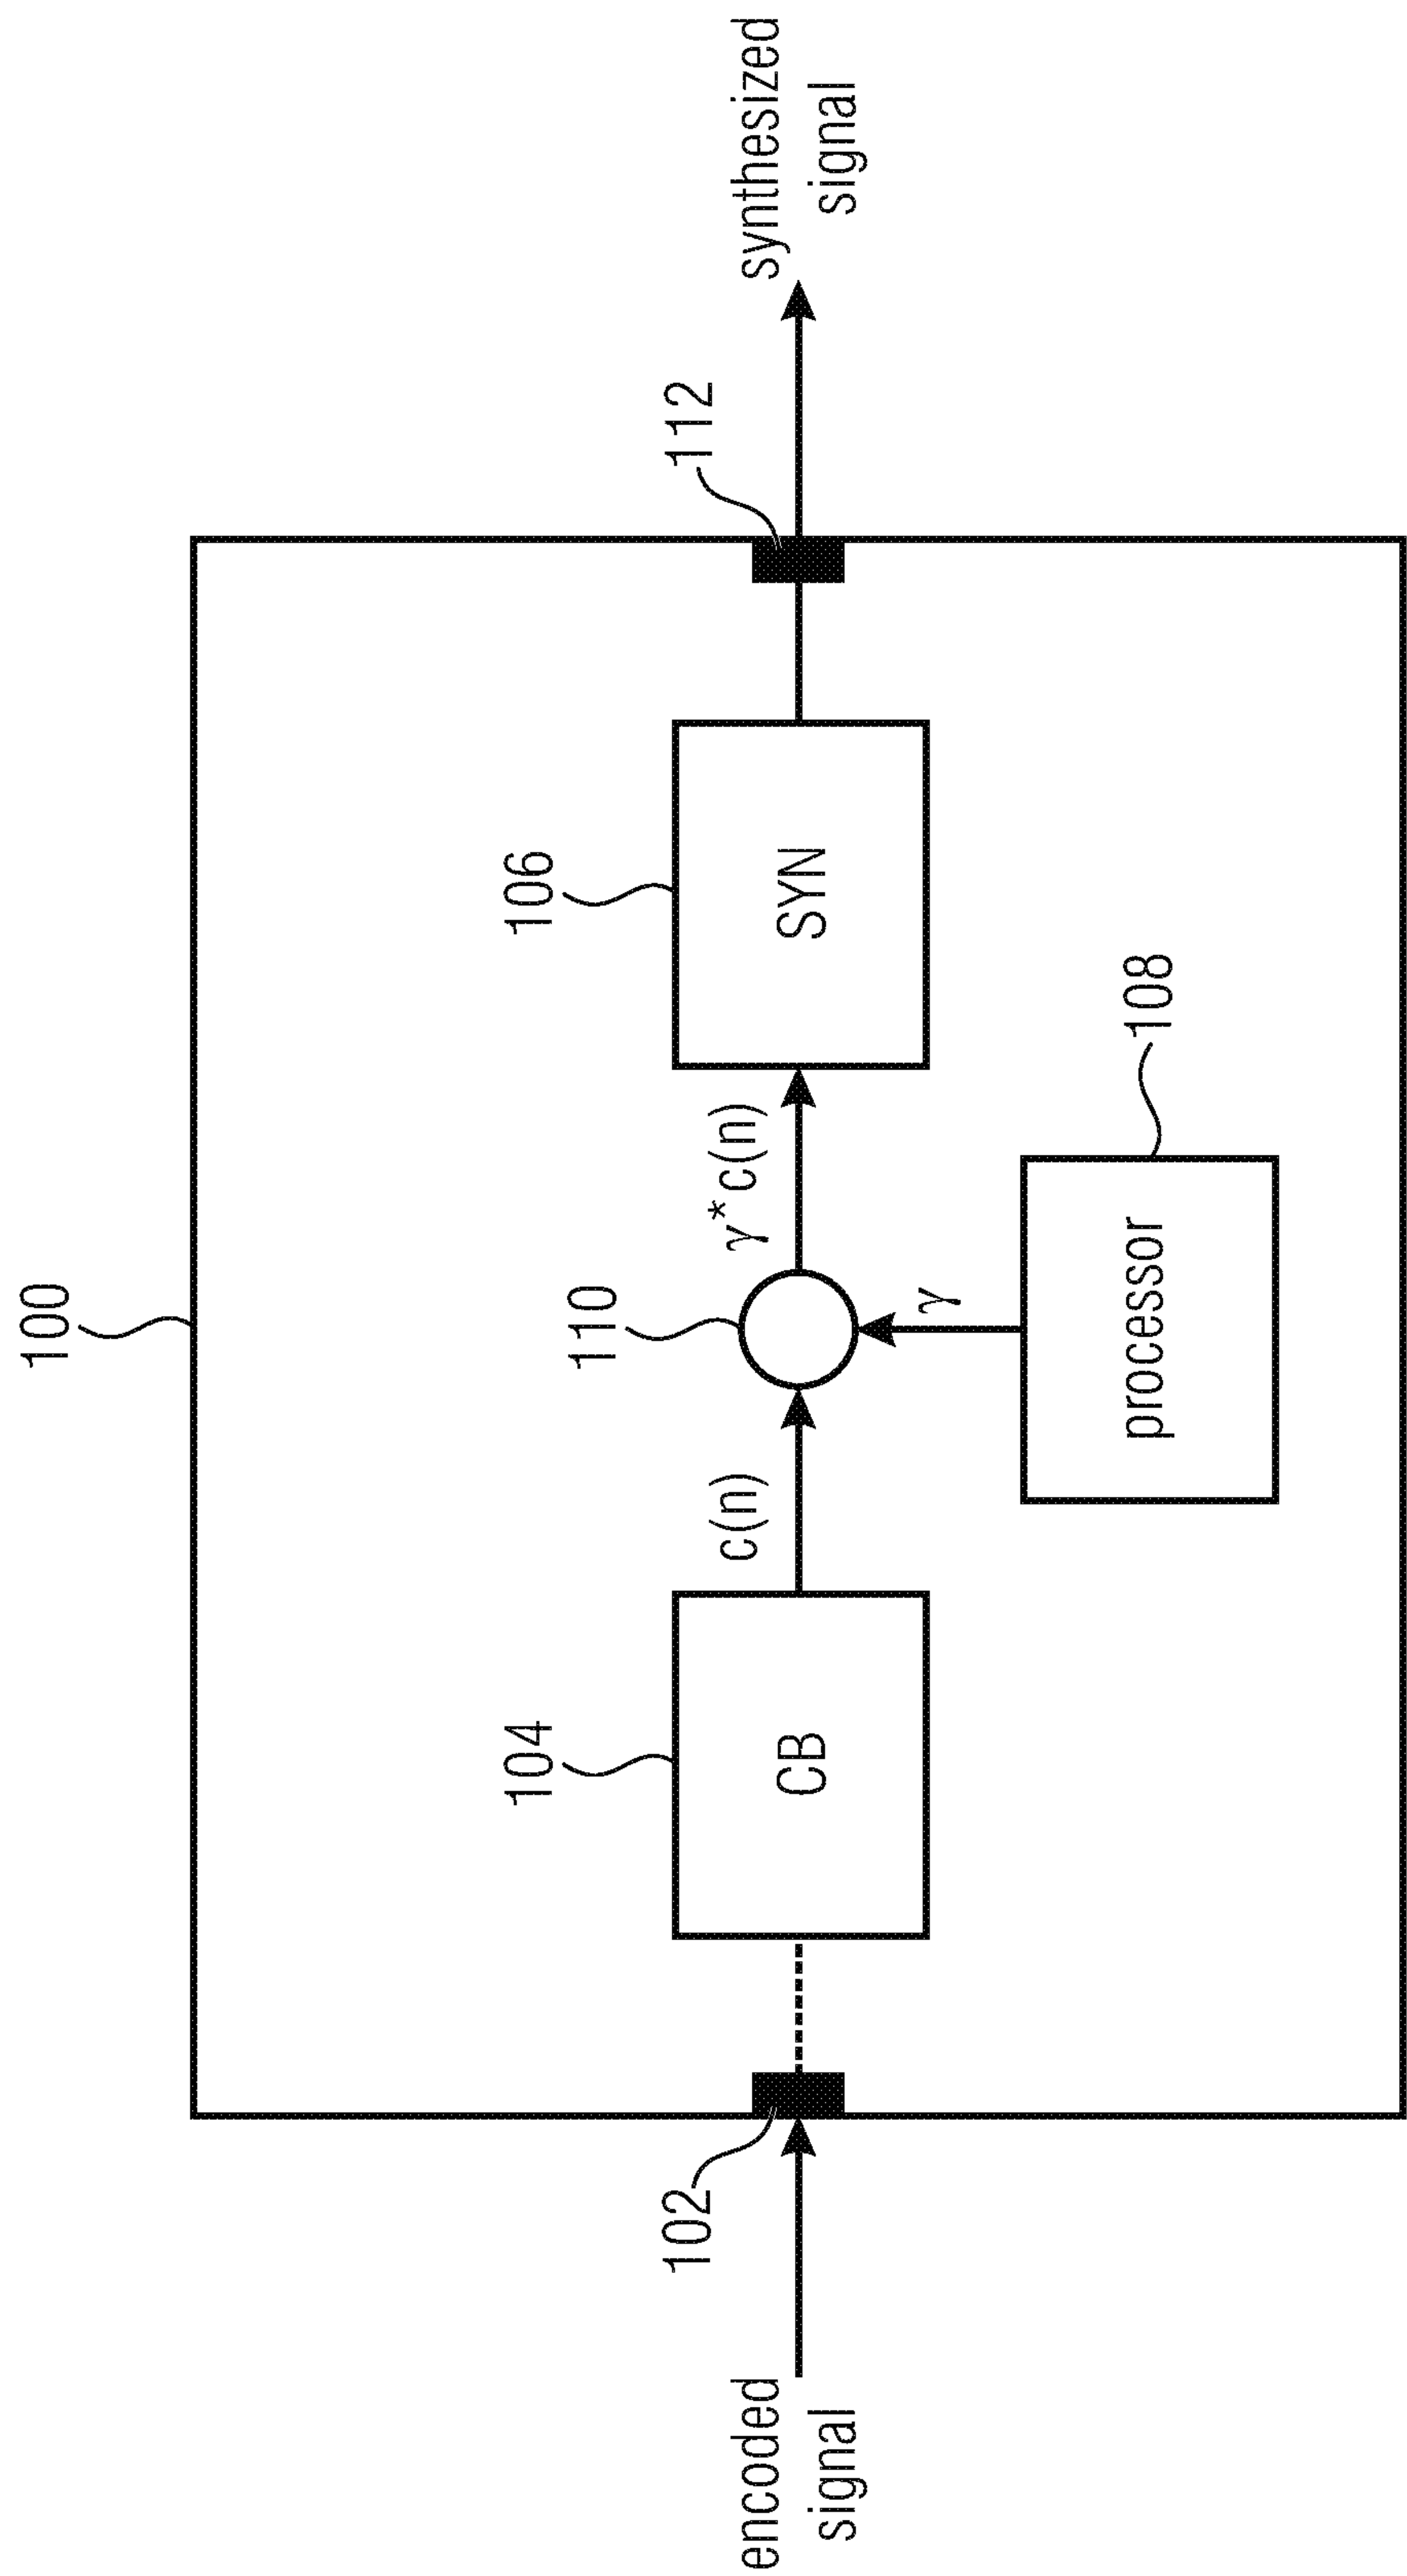 100
encoded
signal
102
104
CB
c(n)
110
γ
processor
108
γ*c(n)
106
SYN
112
synthesized
signal